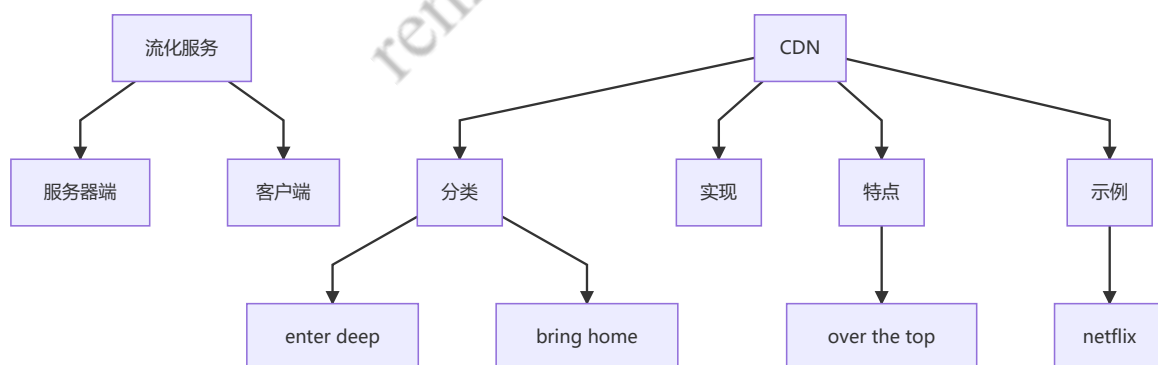 流化服务
CDN
服务器端
客户端
分类
实现
特点
示例
enter deep
bring home
over the top
netflix